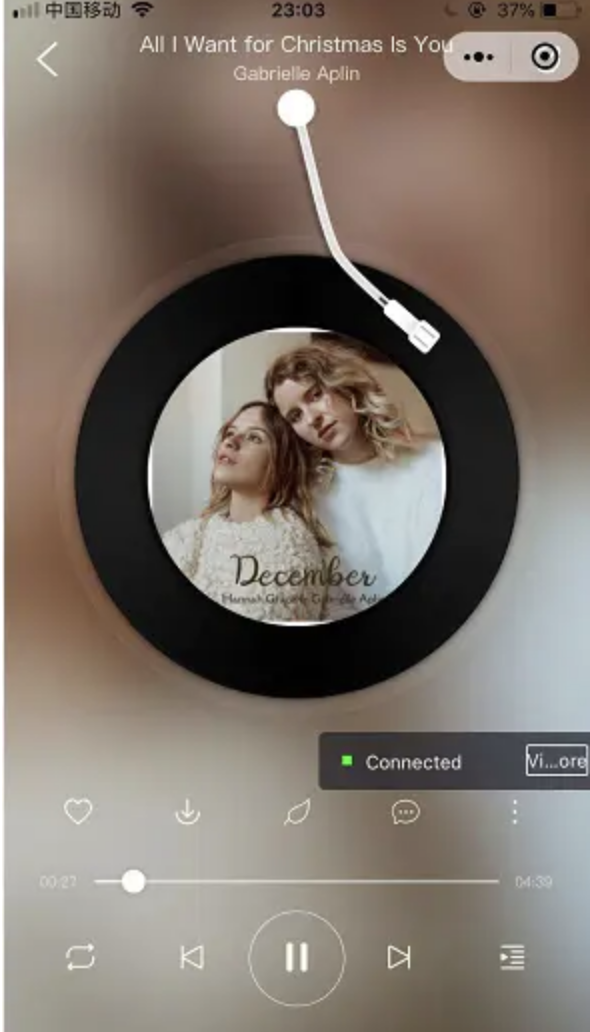 中国移动 23:03 37%
All I Want for Christmas Is You
Gabrielle Aplin
December
Hannah Grace & Gabrielle Aplin
Connected Vi...ore
00:27 04:39